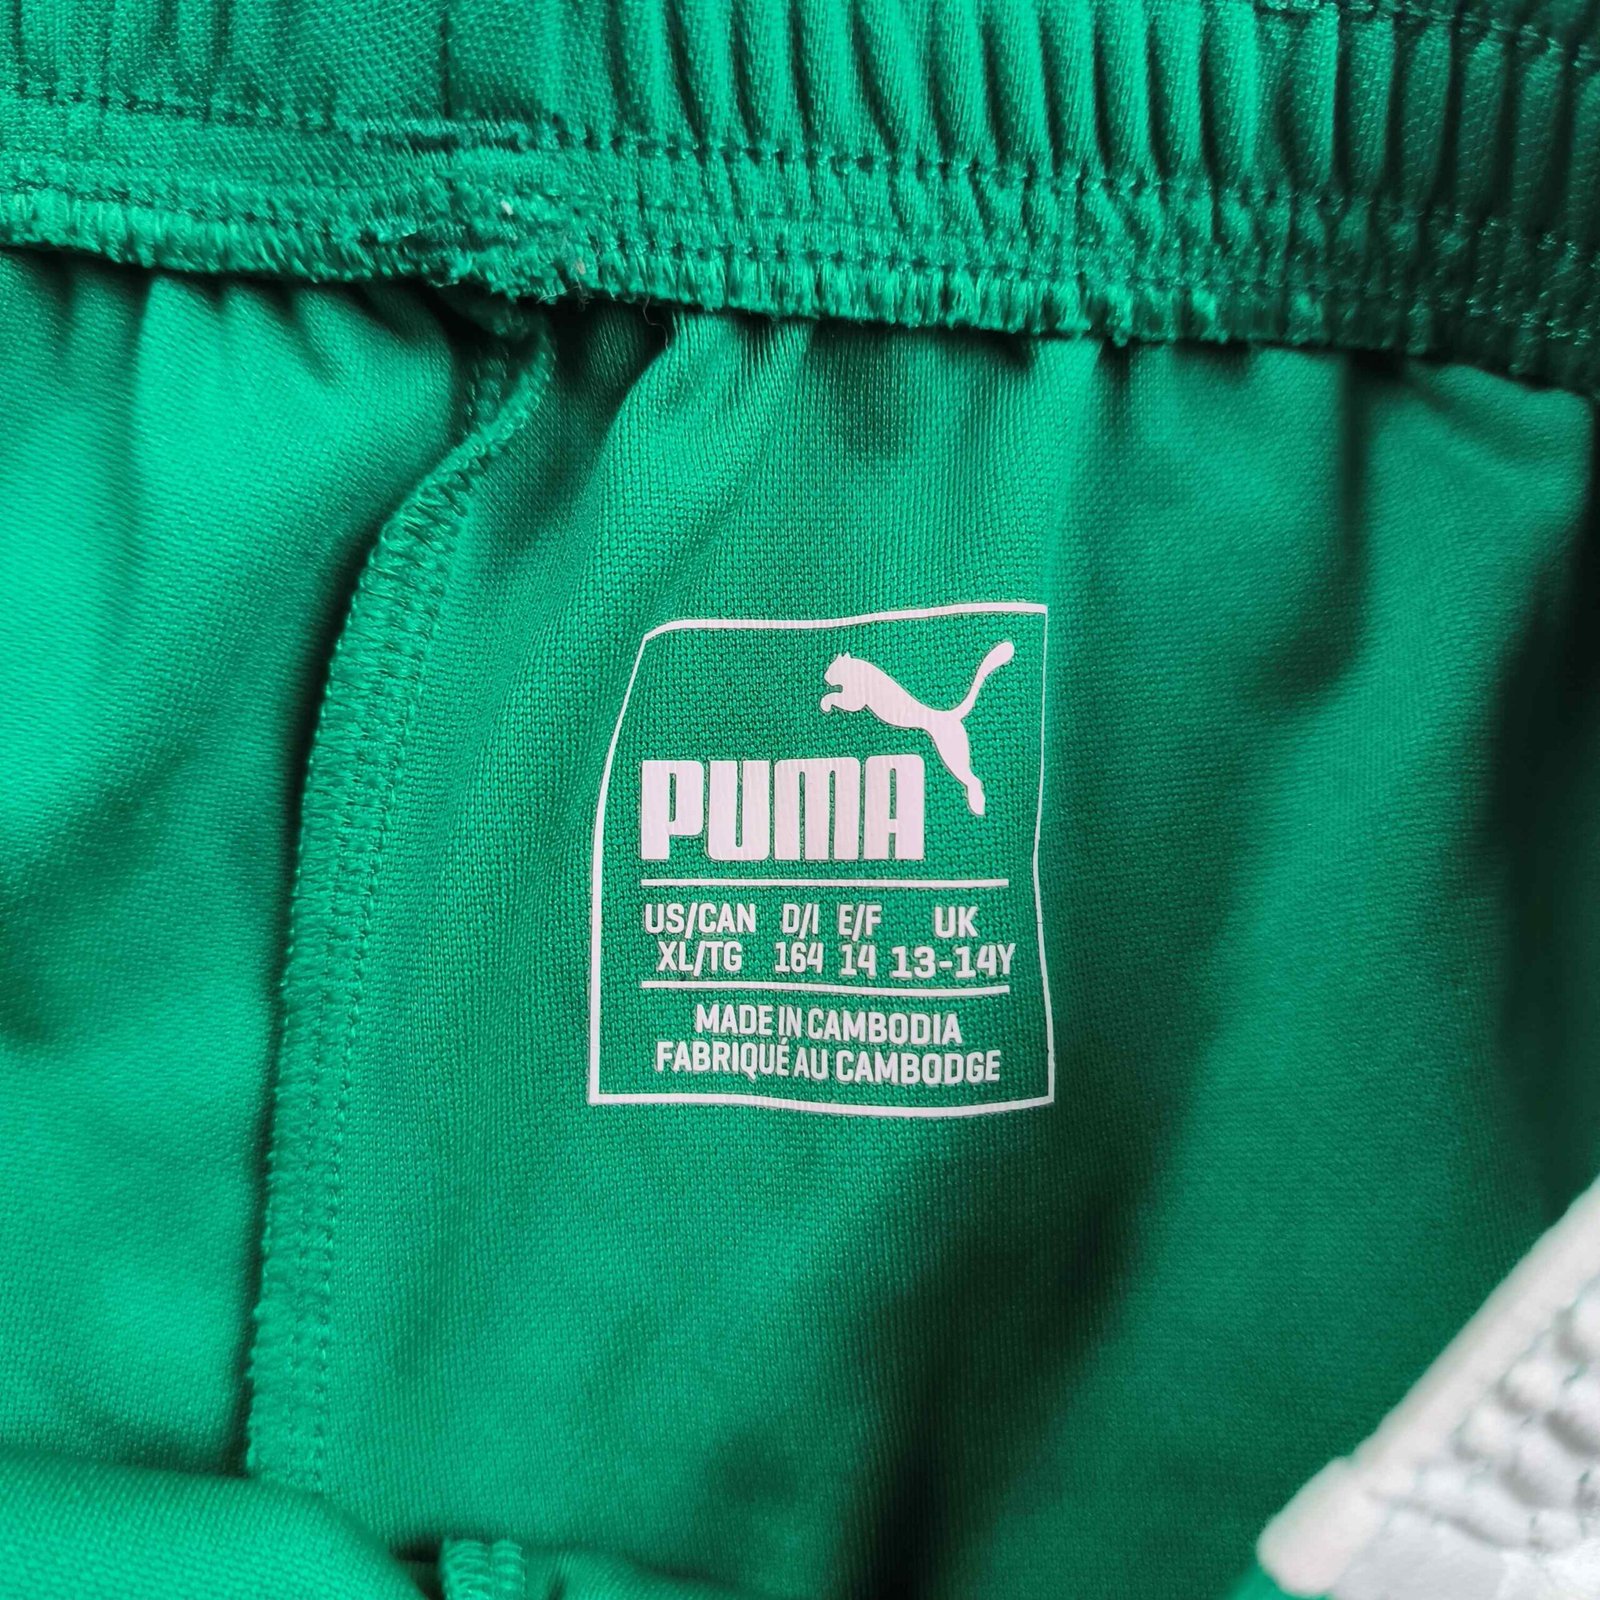 PUMA
US/CAN D/I E/F UK
XL/TG 164 14 13-14Y
MADE IN CAMBODIA
FABRIQUÉ AU CAMBODGE